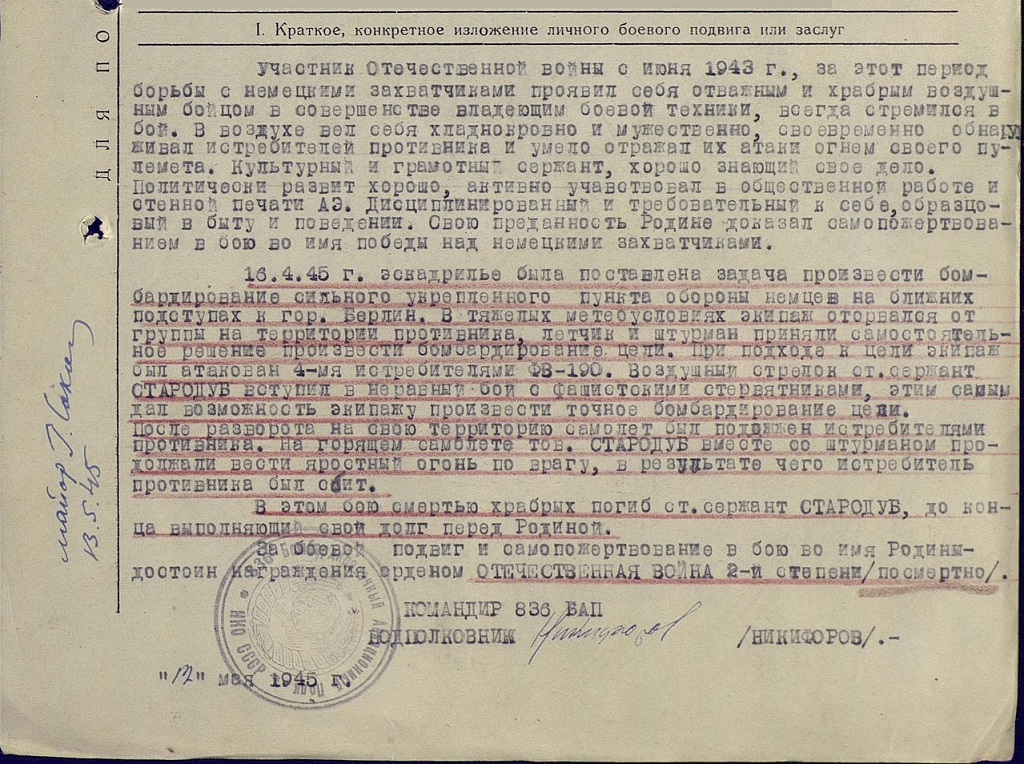 I. Краткое, конкретное изложение личного боевого подвига или заслуг
Участник Отечественной войны с июня 1943 г., за этот период
борьбы с немецкими захватчиками проявил себя отважным и храбрым воздуш-
ным бойцом в совершенстве владеющим боевой техники, всегда стремился в
бой. В воздухе вел себя хладнокровно и мужественно, своевременно обнару
живал истребителей противника и умело отражал их атаки огнем своего пу-
лемета. Культурный и грамотный сержант, хорошо знающий свое дело.
Политически развит хорошо, активно учавствовал в общественной работе и
стенной печати АЭ. Дисциплинированный и требовательный к себе,образцо-
вый в быту и поведении. Свою преданность Родине доказал самопожертвова-
нием в бою во имя победы над немецкими захватчиками.
16.4.45 г. эскадрилье была поставлена задача произвести бом-
бардирование сильного укрепленного пункта обороны немцев на ближних
подступах к гор. Берлин. В тяжелых метеоусловиях экипаж оторвался от
группы на территории противника, летчик и штурман приняли самостоятель-
ное решение произвести бомбардирование цели. При подходе к цели экипаж
был атакован 4-мя истребителями ФВ-190. Воздушный стрелок ст.сержант
СТАРОДУБ вступил в неравный бой с фашистскими стервятниками, этим самым
дал возможность экипажу произвести точное бомбардирование цели.
После разворота на свою территорию самолет был подожжен истребителями
противника. На горящем самолете тов. СТАРОДУБ вместе со штурманом про-
должали вести яростный огонь по врагу, в результате чего истребитель
противника был сбит.
В этом бою смертью храбрых погиб ст.сержант СТАРОДУБ, до кон-
ца выполняющий свой долг перед Родиной.
За боевой подвиг и самопожертвование в бою во имя Родины-
достоин награждения орденом ОТЕЧЕСТВЕННАЯ ВОЙНА 2-й степени/посмертно/.
КОМАНДИР 836 БАП
ПОДПОЛКОВНИК /НИКИФОРОВ/.-
"12" мая 1945 г.
НКО СССР
для по
майор
13.5.45